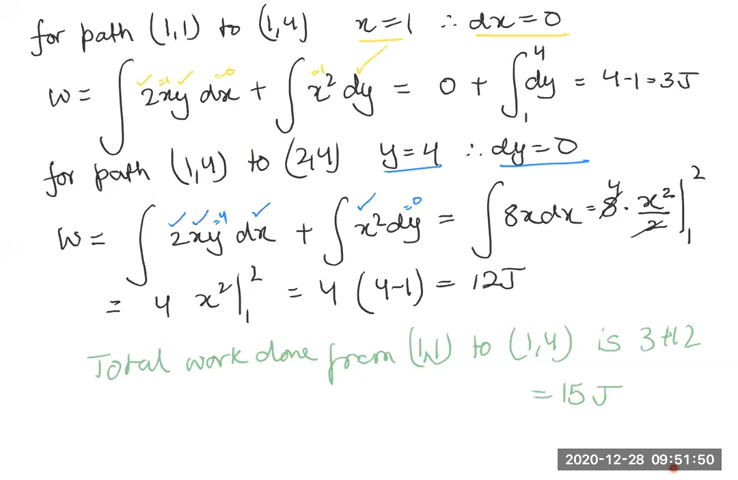 for path (1,1) to (1,4) x=1 ∴ dx=0
W = ∫ 2xy dx + ∫ x² dy = 0 + ∫₁⁴ dy = 4-1=3J
for path (1,4) to (2,4) y=4 ∴ dy=0
W = ∫ 2xy dx + ∫ x² dy = ∫ 8x dx = 8 · x²/2 |₁²
= 4 x² |₁² = 4 (4-1) = 12J
Total work done from (1,1) to (1,4) is 3+12
= 15 J
2020-12-28 09:51:50